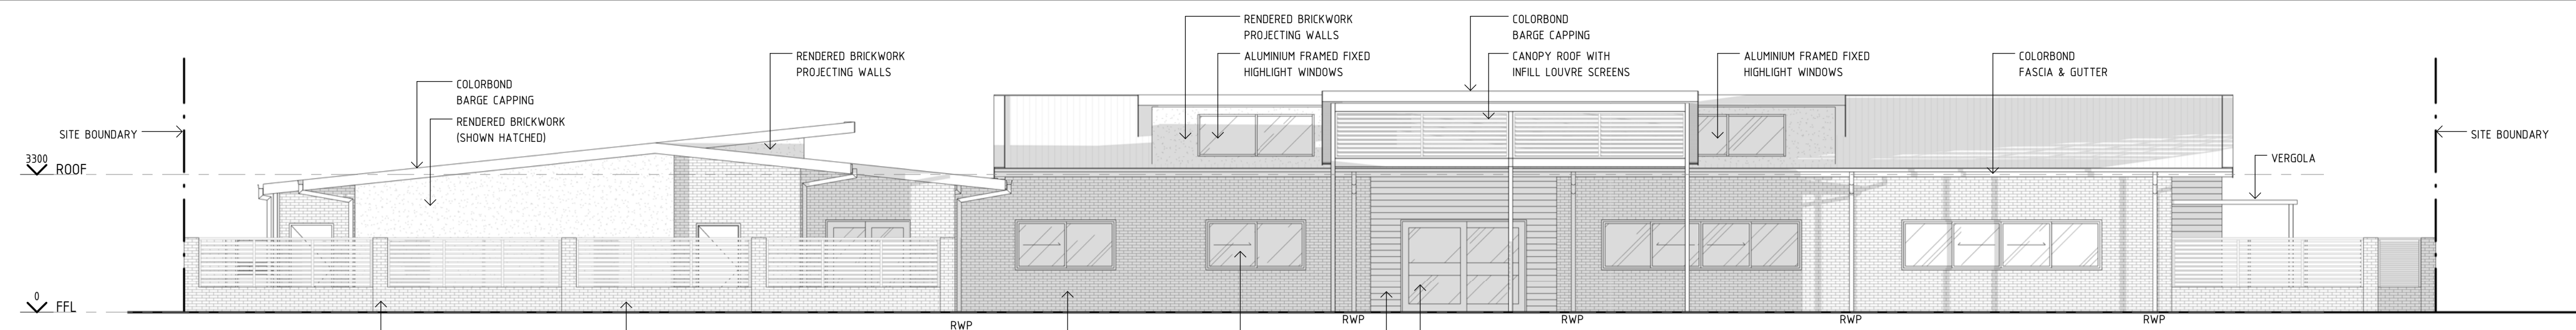 RENDERED BRICKWORK
PROJECTING WALLS
COLORBOND
BARGE CAPPING
RENDERED BRICKWORK
PROJECTING WALLS
ALUMINIUM FRAMED FIXED
HIGHLIGHT WINDOWS
CANOPY ROOF WITH
INFILL LOUVRE SCREENS
ALUMINIUM FRAMED FIXED
HIGHLIGHT WINDOWS
COLORBOND
FASCIA & GUTTER
COLORBOND
BARGE CAPPING
RENDERED BRICKWORK
(SHOWN HATCHED)
SITE BOUNDARY
SITE BOUNDARY
3300
ROOF
VERGOLA
0
FFL
RWP
RWP
RWP
RWP
RWP